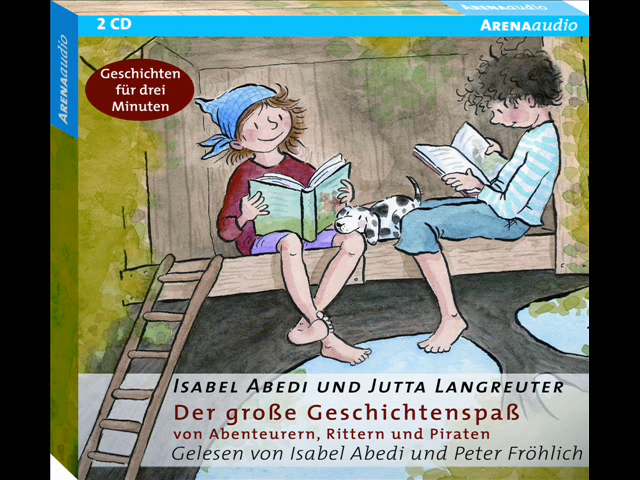 2 CD
ARENAaudio
ARENAaudio
ARENAaudio
Geschichten
für drei
Minuten
ISABEL ABEDI UND JUTTA LANGREUTER
Der große Geschichtenspaß
von Abenteurern, Rittern und Piraten
Gelesen von Isabel Abedi und Peter Fröhlich